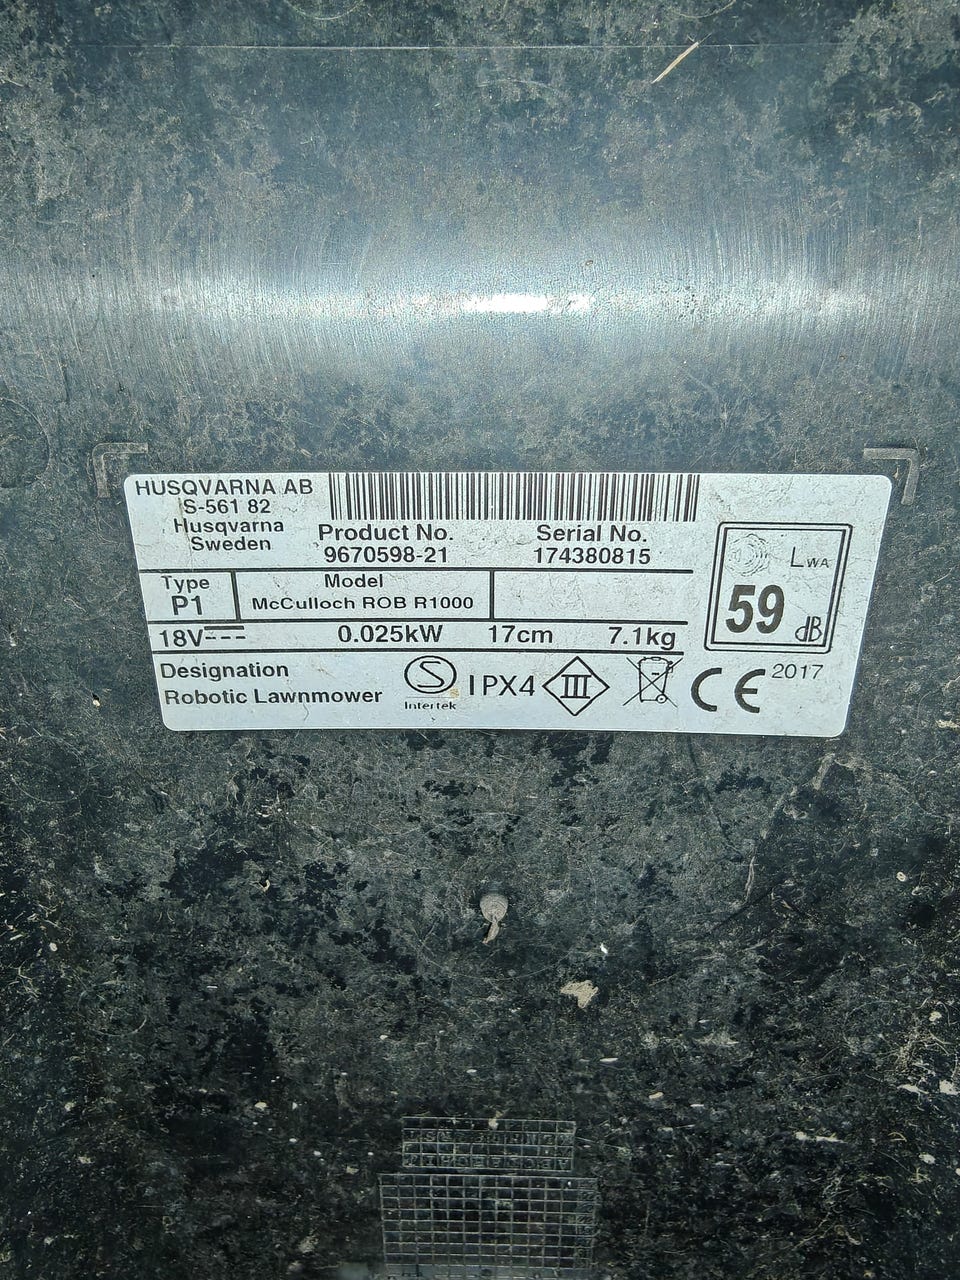 HUSQVARNA AB
S-561 82
Husqvarna
Sweden
Product No.
9670598-21
Serial No.
174380815
Type
P1
Model
McCulloch ROB R1000
18V 0.025kW 17cm 7.1kg
Designation
Robotic Lawnmower
S
Intertek
IPX4
III
CE 2017
LWA
59
dB